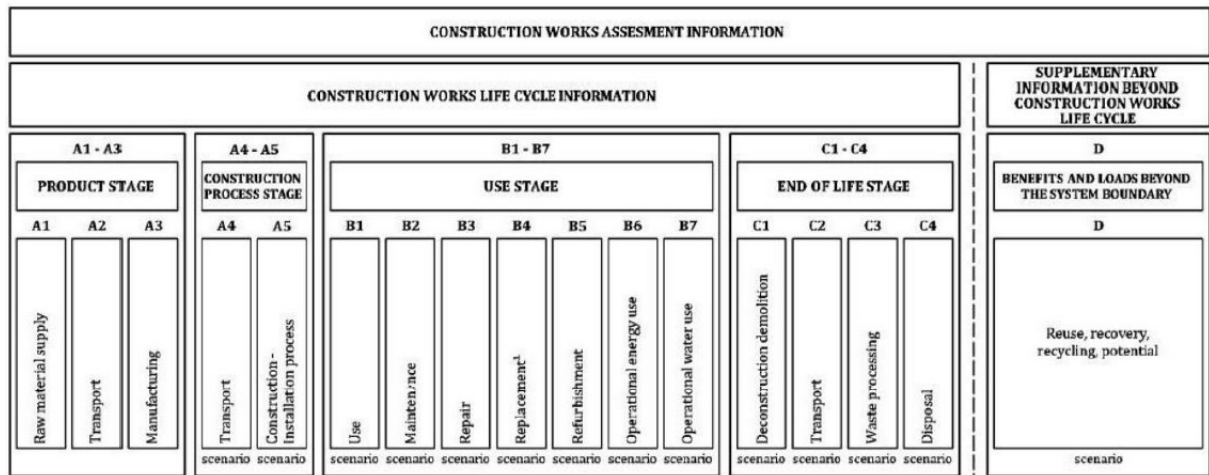 CONSTRUCTION WORKS ASSESMENT INFORMATION
CONSTRUCTION WORKS LIFE CYCLE INFORMATION
SUPPLEMENTARY
INFORMATION BEYOND
CONSTRUCTION WORKS
LIFE CYCLE
A1 - A3
PRODUCT STAGE
A1 A2 A3
Raw material supply
Transport
Manufacturing
A4 - A5
CONSTRUCTION
PROCESS STAGE
A4 A5
Transport
Construction -
Installation process
scenario scenario
B1 - B7
USE STAGE
B1 B2 B3 B4 B5 B6 B7
Use
Maintenance
Repair
Replacement¹
Refurbishment
Operational energy use
Operational water use
scenario scenario scenario scenario scenario scenario scenario
C1 - C4
END OF LIFE STAGE
C1 C2 C3 C4
Deconstruction demolition
Transport
Waste processing
Disposal
scenario scenario scenario scenario
D
BENEFITS AND LOADS BEYOND
THE SYSTEM BOUNDARY
D
Reuse, recovery,
recycling, potential
scenario